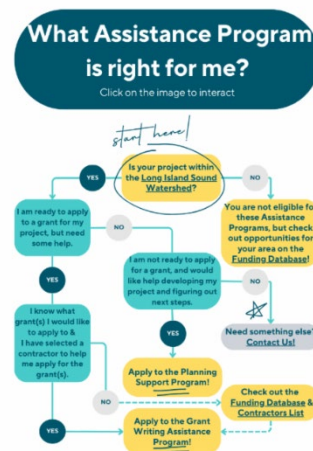 What Assistance Program
is right for me?
Click on the image to interact
start here!
YES
Is your project within
the Long Island Sound
Watershed?
NO
I am ready to apply
to a grant for my
project, but need
some help.
NO
You are not eligible for
these Assistance
Programs, but check
out opportunities for
your area on the
Funding Database!
I am not ready to apply
for a grant, and would
like help developing my
project and figuring out
next steps.
NO
YES
I know what
grant(s) I would like
to apply to &
I have selected a
contractor to help
me apply for the
grant(s).
YES
Need something else?
Contact Us!
Apply to the Planning
Support Program!
NO
Check out the
Funding Database &
Contractors List
YES
Apply to the Grant
Writing Assistance
Program!